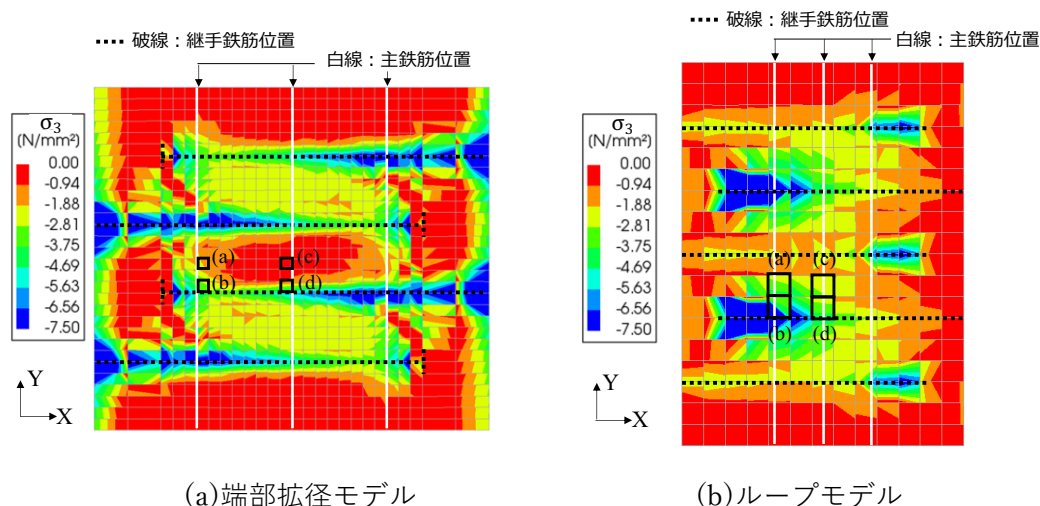 破線：継手鉄筋位置
白線：主鉄筋位置
σ3
(N/mm²)
0.00
-0.94
-1.88
-2.81
-3.75
-4.69
-5.63
-6.56
-7.50
(a)
(b)
(c)
(d)
Y
X
(a)端部拡径モデル
破線：継手鉄筋位置
白線：主鉄筋位置
σ3
(N/mm²)
0.00
-0.94
-1.88
-2.81
-3.75
-4.69
-5.63
-6.56
-7.50
(a)
(c)
(b)
(d)
Y
X
(b)ループモデル